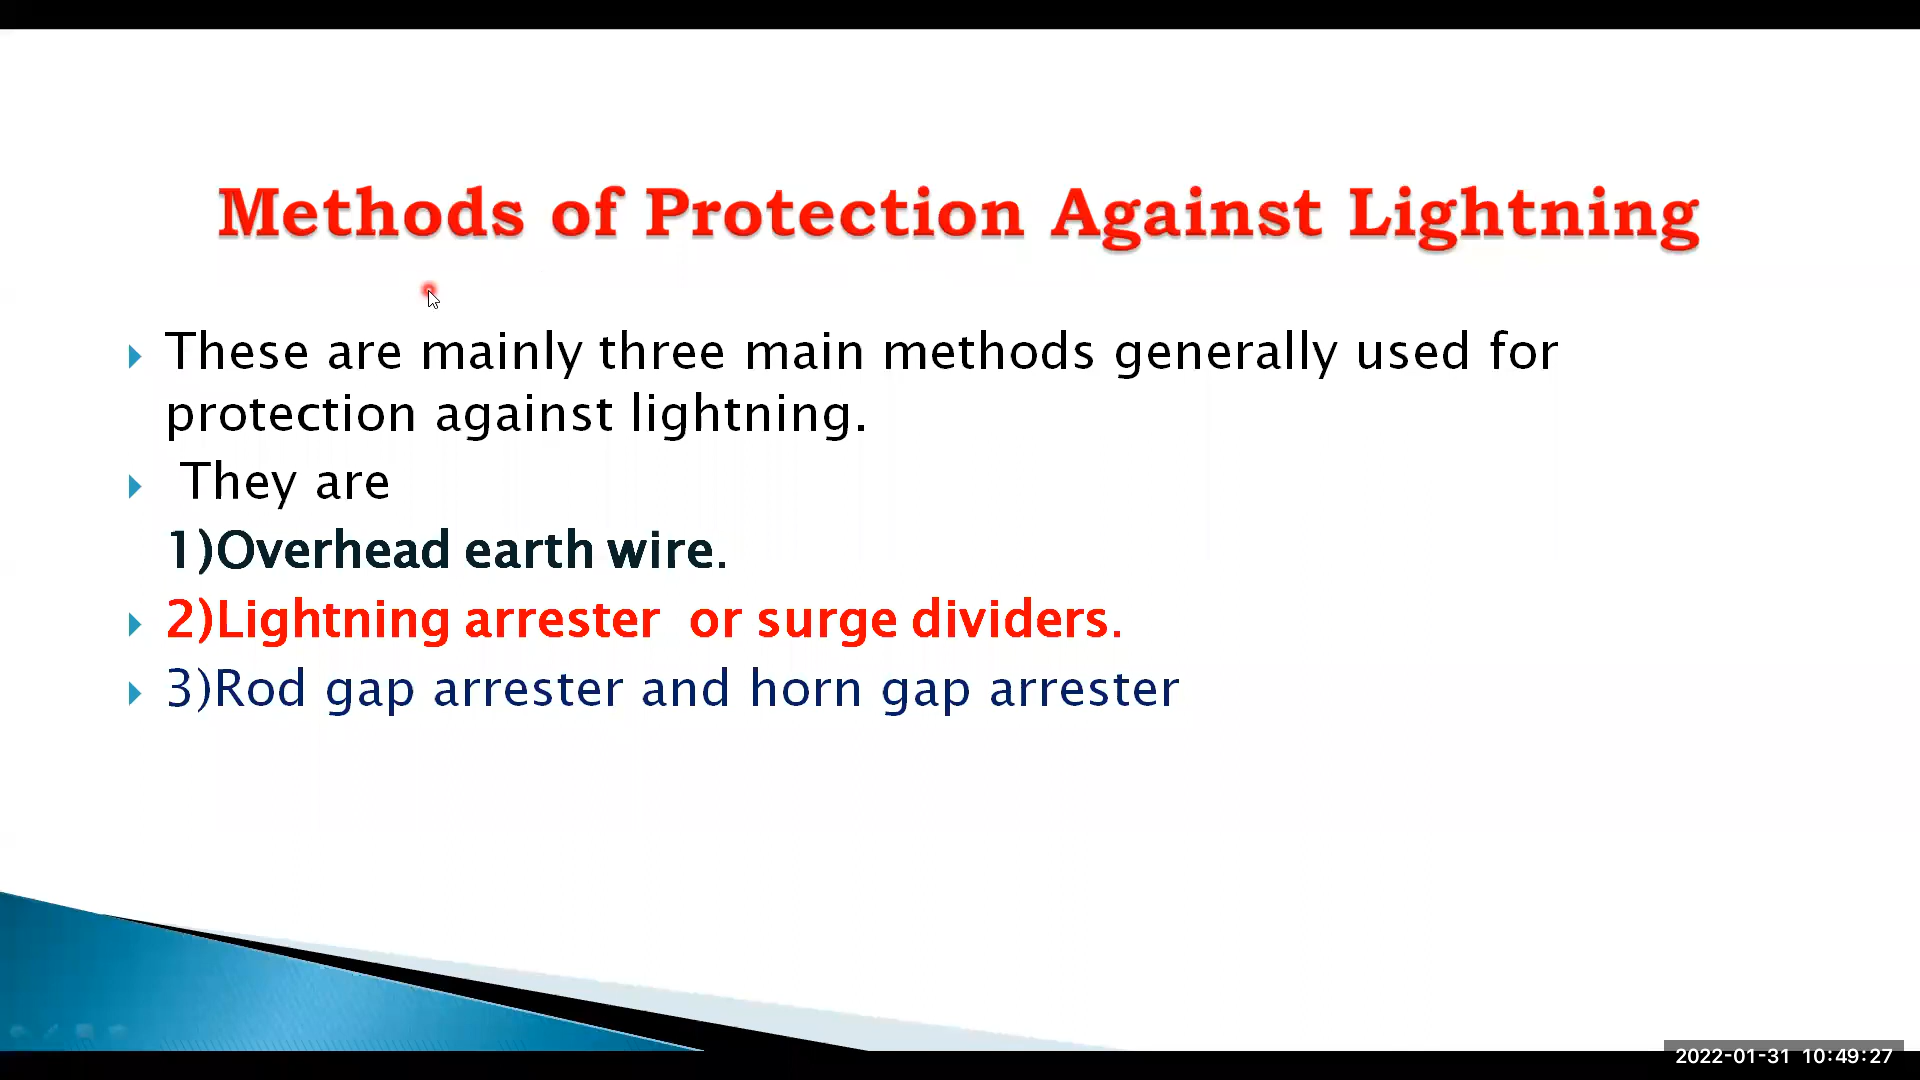 Methods of Protection Against Lightning
These are mainly three main methods generally used for
protection against lightning.
They are
1)Overhead earth wire.
2)Lightning arrester or surge dividers.
3)Rod gap arrester and horn gap arrester
2022-01-31 10:49:27